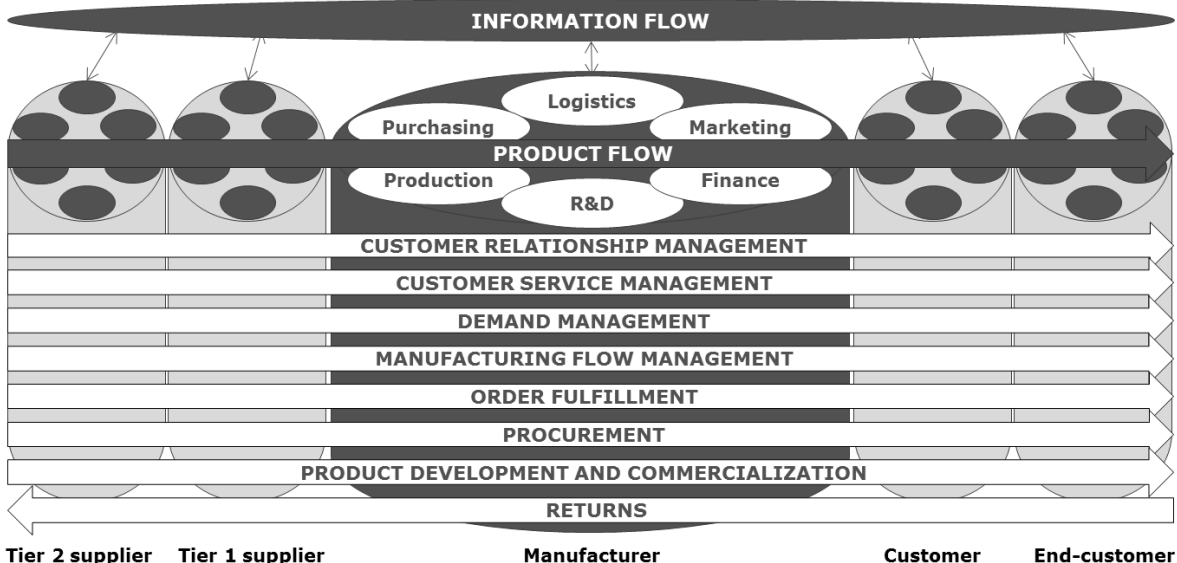 INFORMATION FLOW
Logistics
Purchasing
Marketing
PRODUCT FLOW
Production
Finance
R&D
CUSTOMER RELATIONSHIP MANAGEMENT
CUSTOMER SERVICE MANAGEMENT
DEMAND MANAGEMENT
MANUFACTURING FLOW MANAGEMENT
ORDER FULFILLMENT
PROCUREMENT
PRODUCT DEVELOPMENT AND COMMERCIALIZATION
RETURNS
Tier 2 supplier
Tier 1 supplier
Manufacturer
Customer
End-customer